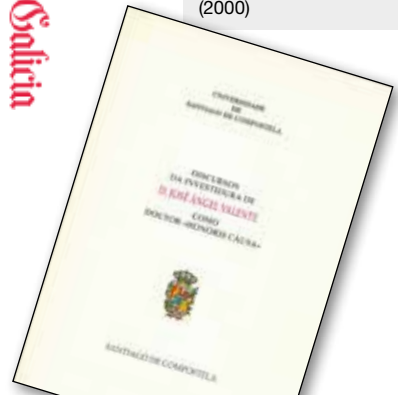 (2000)
Galicia
UNIVERSIDADE
DE
SANTIAGO DE COMPOSTELA
DISCURSOS
DA INVESTIDURA DE
D. JOSÉ ÁNGEL VALENTE
COMO
DOUTOR «HONORIS CAUSA»
SANTIAGO DE COMPOSTELA